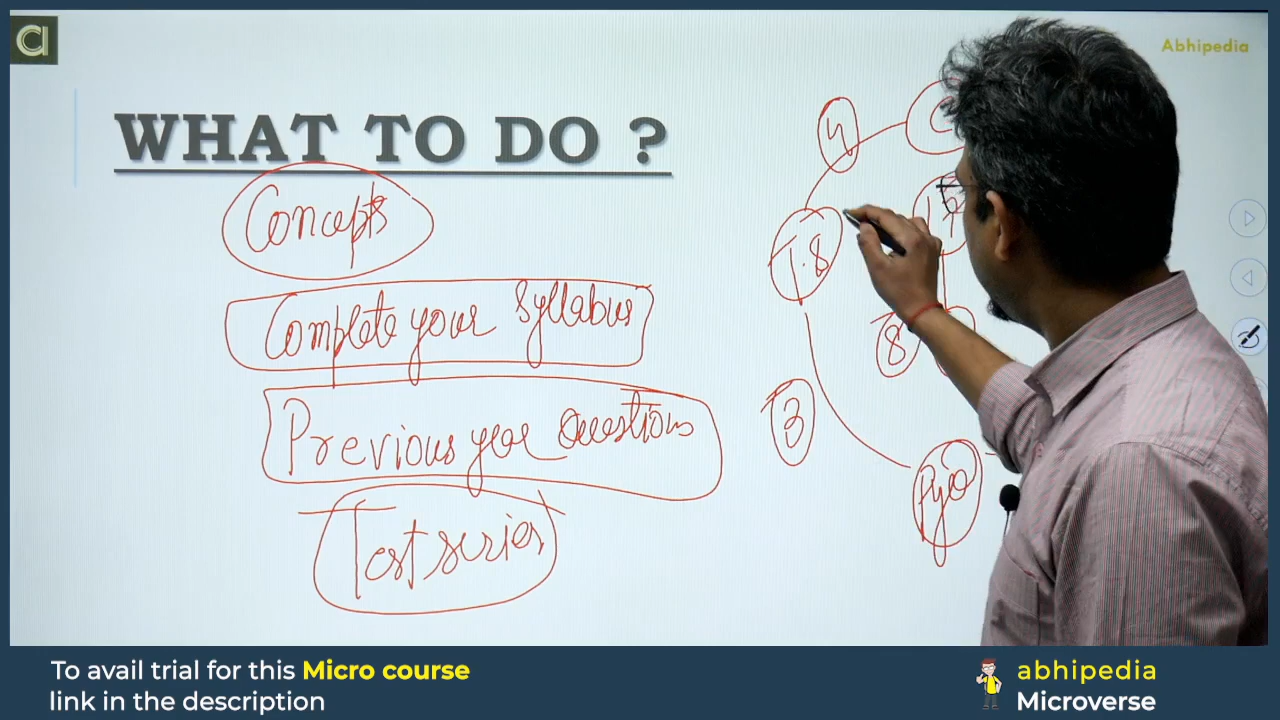 a
Abhipedia
WHAT TO DO ?
Concepts
Complete your Syllabus
Previous year Questions
Test series
4
C
T.S
8
3
PyQ
To avail trial for this Micro course
link in the description
abhipedia
Microverse